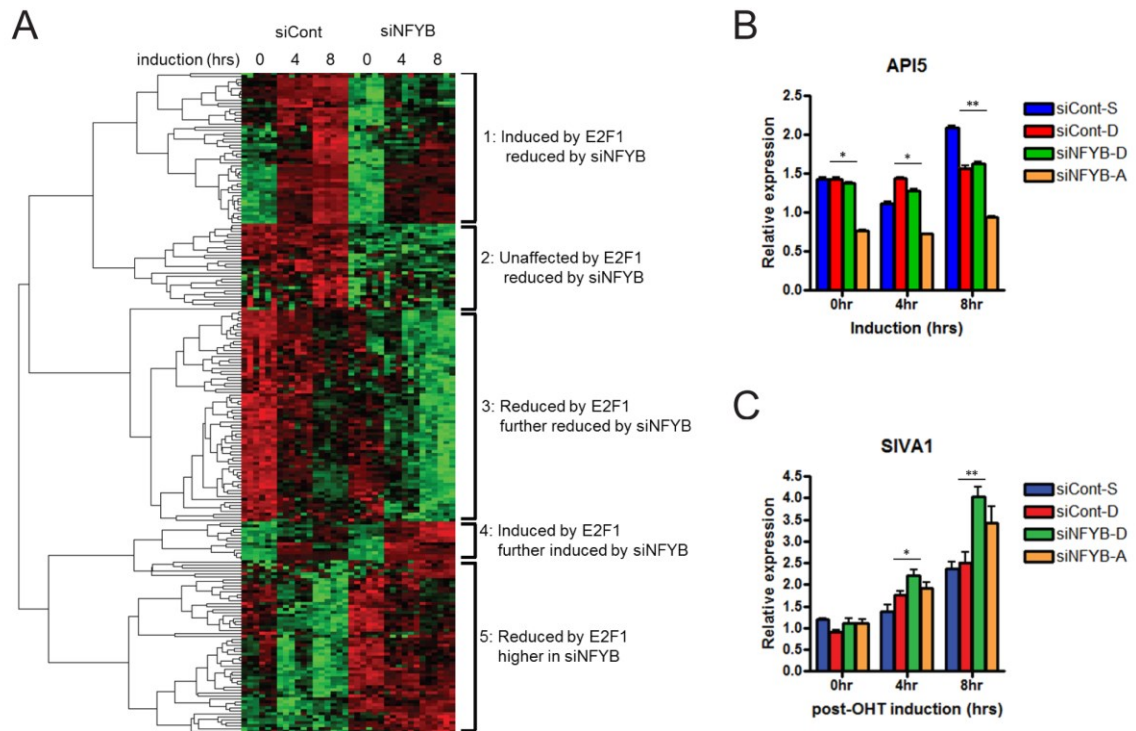 A
siCont siNFYB
induction (hrs) 0 4 8 0 4 8
1: Induced by E2F1
reduced by siNFYB
2: Unaffected by E2F1
reduced by siNFYB
3: Reduced by E2F1
further reduced by siNFYB
4: Induced by E2F1
further induced by siNFYB
5: Reduced by E2F1
higher in siNFYB
B
API5
Relative expression
2.5
2.0
1.5
1.0
0.5
0.0
* * **
0hr 4hr 8hr
Induction (hrs)
siCont-S
siCont-D
siNFYB-D
siNFYB-A
C
SIVA1
Relative expression
4.5
4.0
3.5
3.0
2.5
2.0
1.5
1.0
0.5
0.0
* **
0hr 4hr 8hr
post-OHT induction (hrs)
siCont-S
siCont-D
siNFYB-D
siNFYB-A